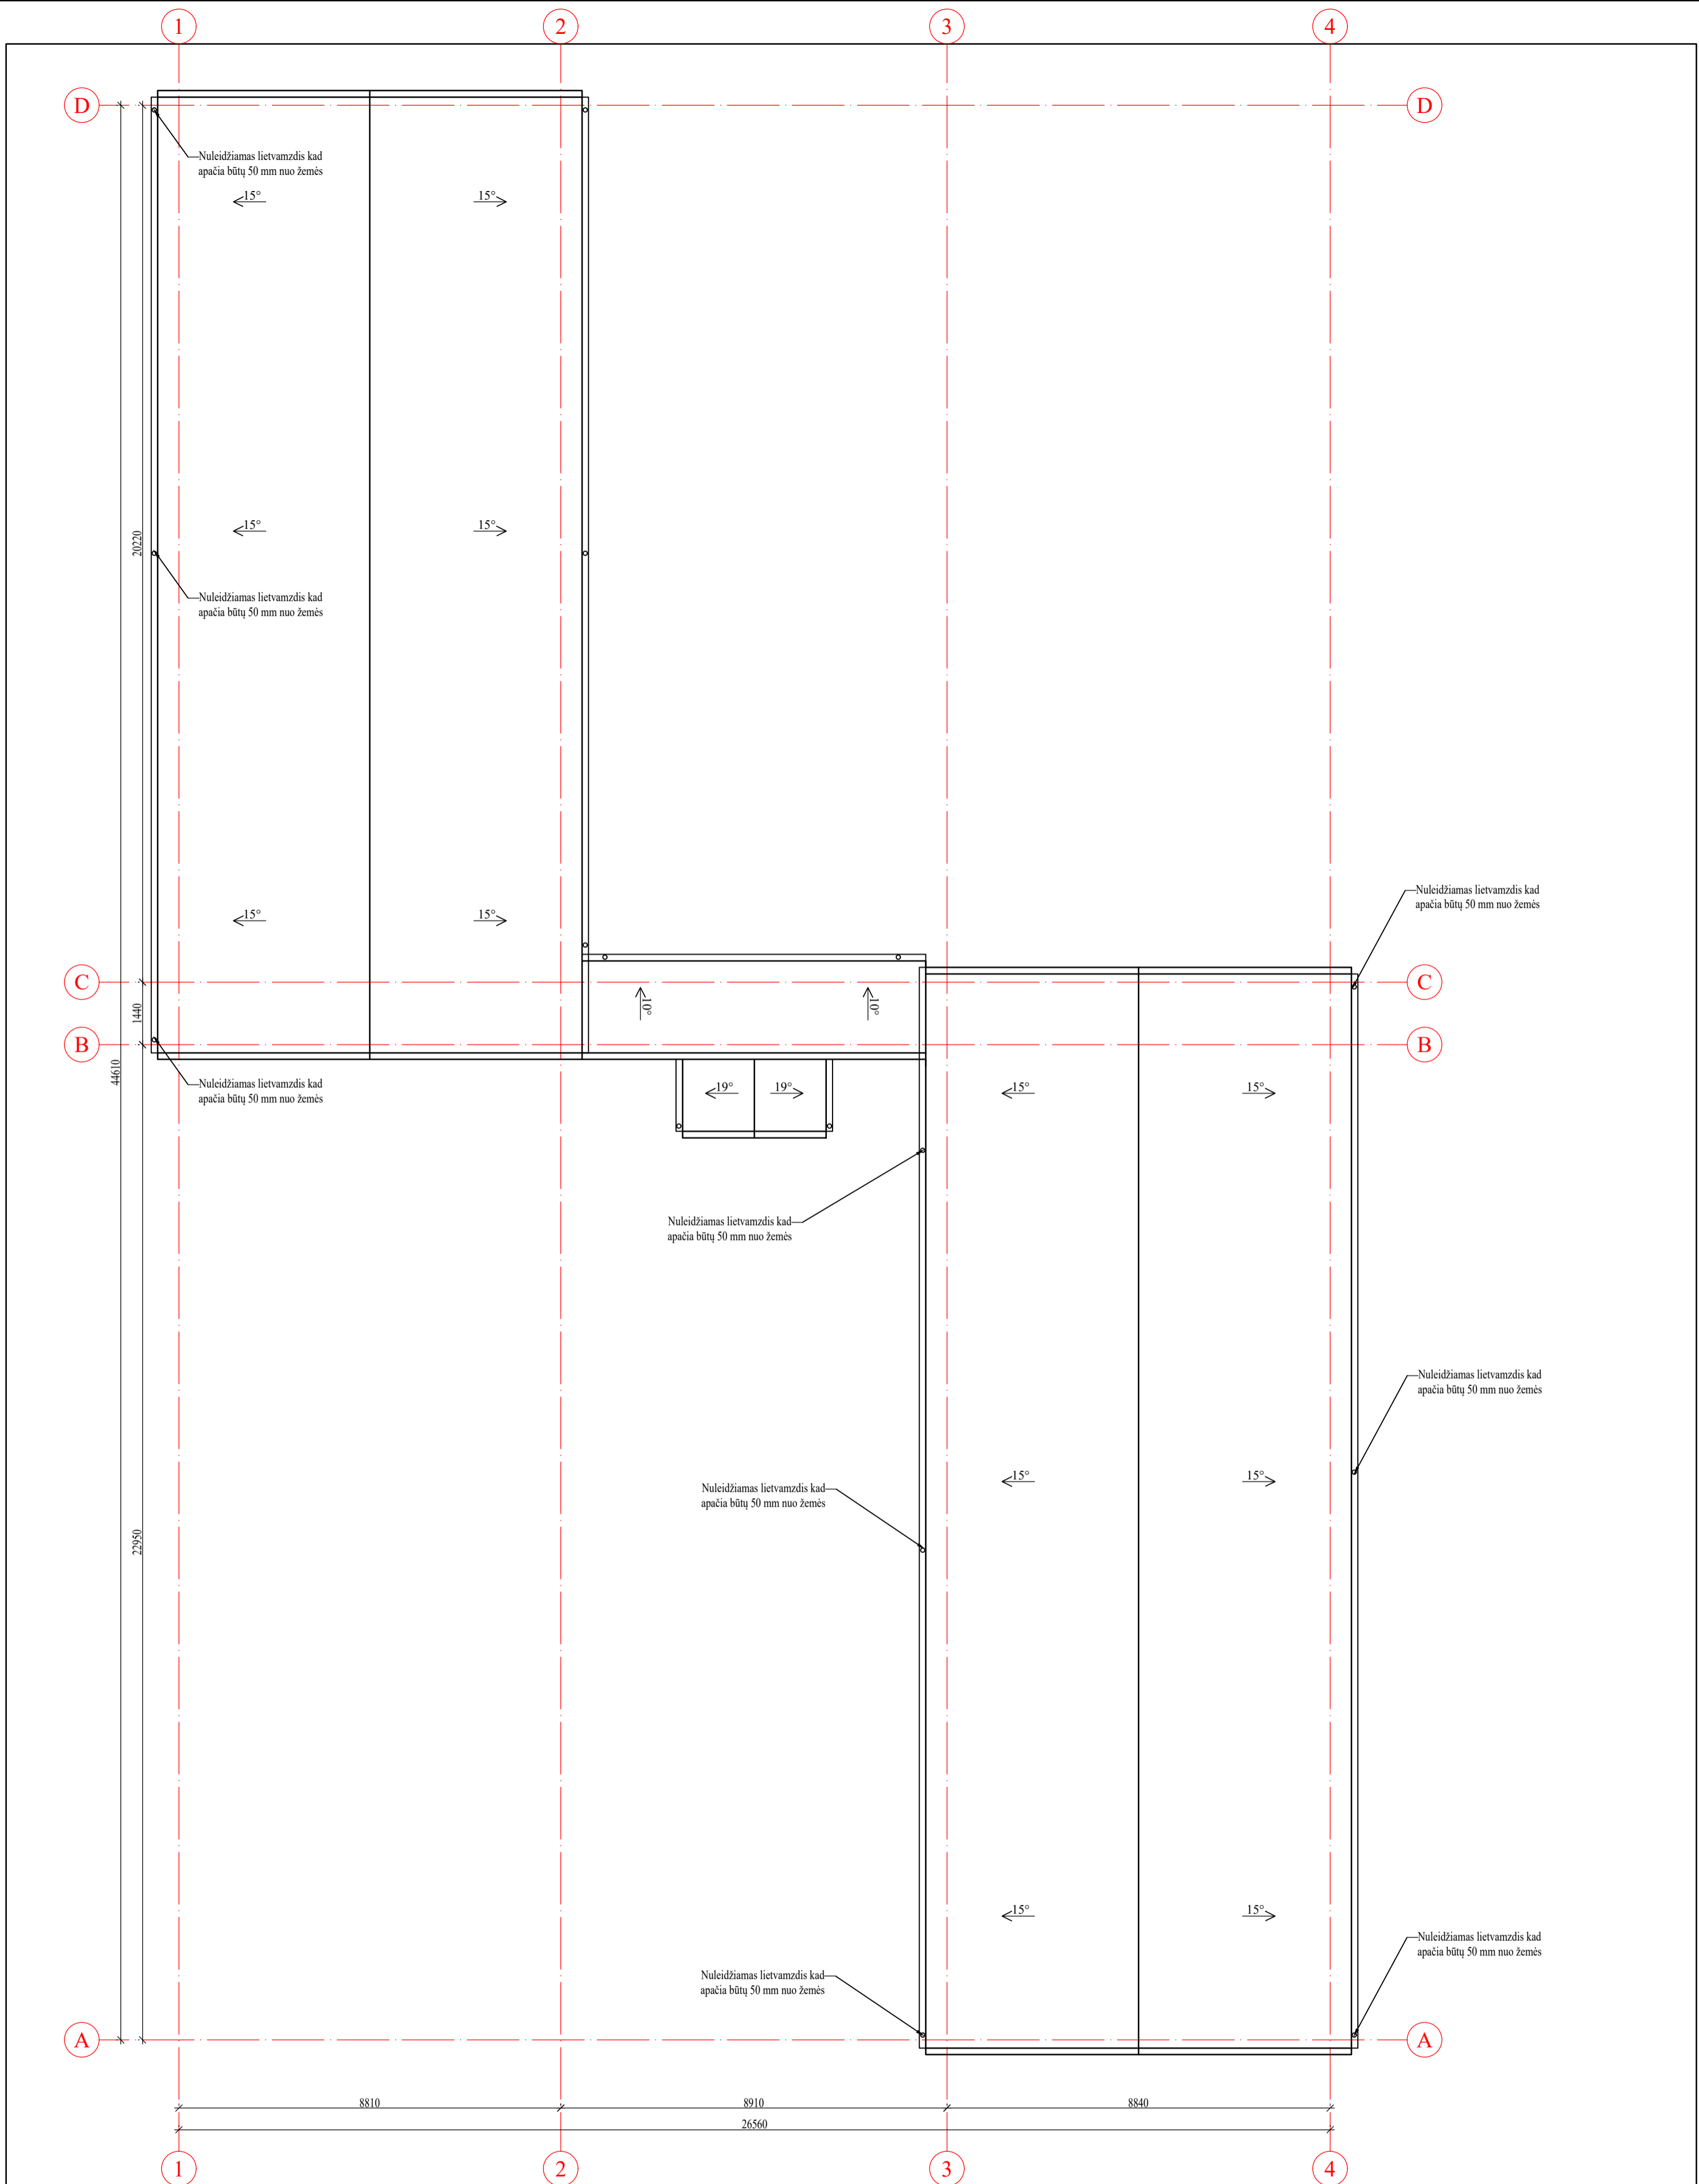 1
2
3
4
D
D
Nuleidžiamas lietvamzdis kad
apačia būtų 50 mm nuo žemės
15°
15°
15°
15°
20220
Nuleidžiamas lietvamzdis kad
apačia būtų 50 mm nuo žemės
Nuleidžiamas lietvamzdis kad
apačia būtų 50 mm nuo žemės
15°
15°
C
C
1440
10°
10°
B
B
44610
Nuleidžiamas lietvamzdis kad
apačia būtų 50 mm nuo žemės
19°
19°
15°
15°
Nuleidžiamas lietvamzdis kad
apačia būtų 50 mm nuo žemės
Nuleidžiamas lietvamzdis kad
apačia būtų 50 mm nuo žemės
15°
15°
Nuleidžiamas lietvamzdis kad
apačia būtų 50 mm nuo žemės
22950
15°
15°
Nuleidžiamas lietvamzdis kad
apačia būtų 50 mm nuo žemės
Nuleidžiamas lietvamzdis kad
apačia būtų 50 mm nuo žemės
A
A
8810
8910
8840
26560
1
2
3
4